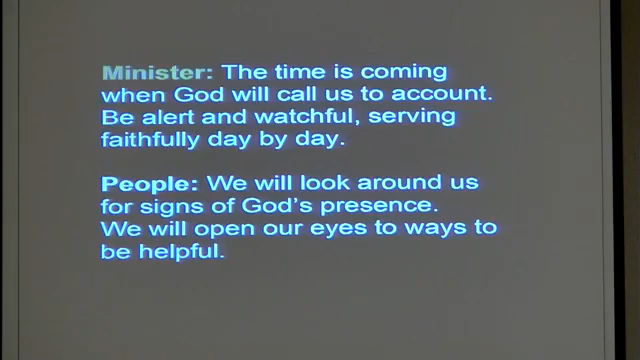 Minister: The time is coming
when God will call us to account.
Be alert and watchful, serving
faithfully day by day.
People: We will look around us
for signs of God's presence.
We will open our eyes to ways to
be helpful.